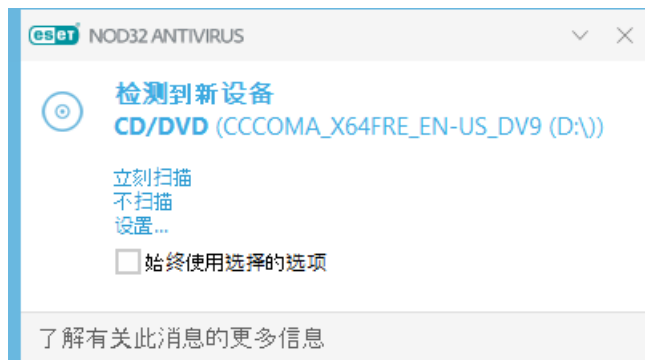 eset NOD32 ANTIVIRUS
检测到新设备
CD/DVD (CCCOMA_X64FRE_EN-US_DV9 (D:\))
立刻扫描
不扫描
设置...
始终使用选择的选项
了解有关此消息的更多信息